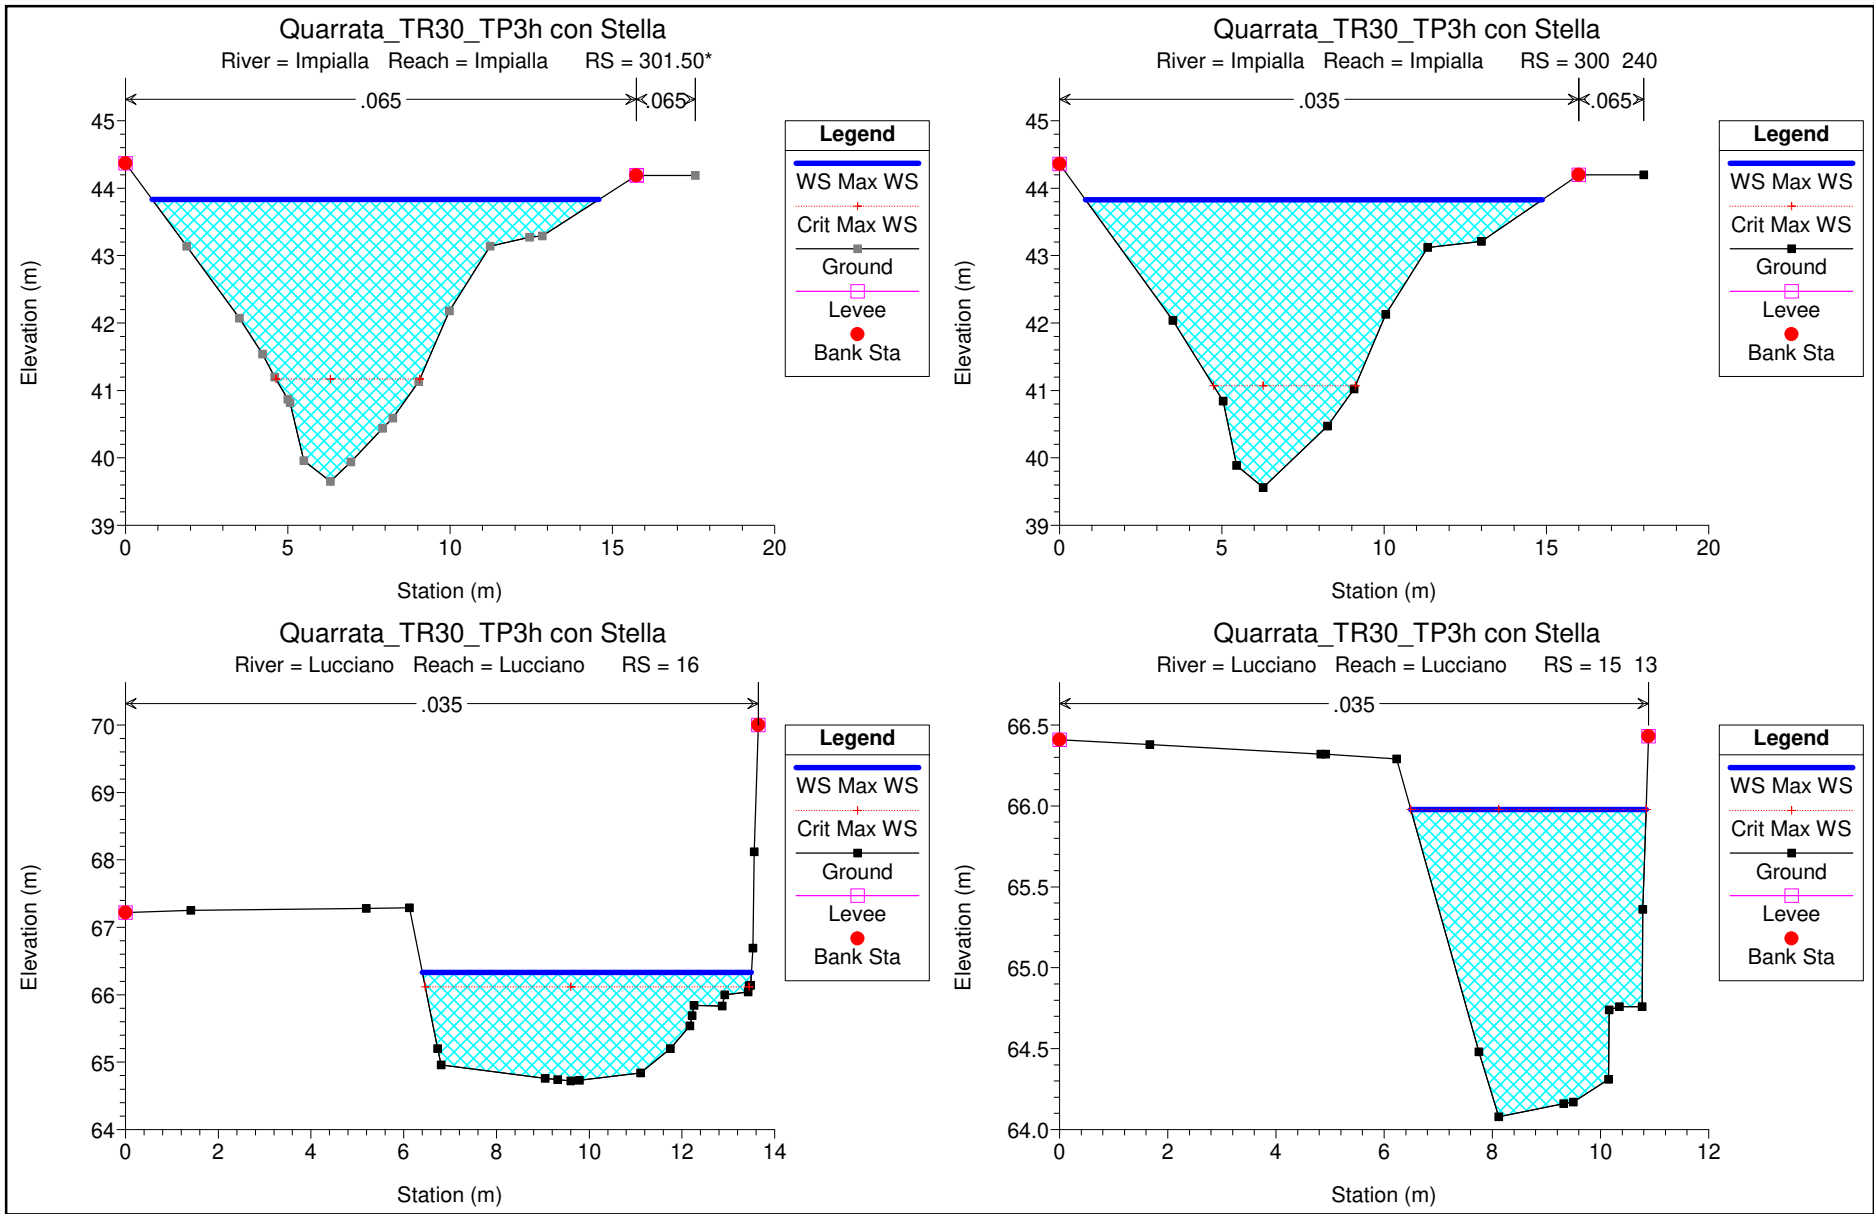 Quarrata_TR30_TP3h con Stella
River = Impialla Reach = Impialla RS = 301.50*
.065
.065
45
44
43
42
41
40
39
0
5
10
15
20
Elevation (m)
Station (m)
Legend
WS Max WS
Crit Max WS
Ground
Levee
Bank Sta
Quarrata_TR30_TP3h con Stella
River = Impialla Reach = Impialla RS = 300 240
.035
.065
45
44
43
42
41
40
39
0
5
10
15
20
Elevation (m)
Station (m)
Legend
WS Max WS
Crit Max WS
Ground
Levee
Bank Sta
Quarrata_TR30_TP3h con Stella
River = Lucciano Reach = Lucciano RS = 16
.035
70
69
68
67
66
65
64
0
2
4
6
8
10
12
14
Elevation (m)
Station (m)
Legend
WS Max WS
Crit Max WS
Ground
Levee
Bank Sta
Quarrata_TR30_TP3h con Stella
River = Lucciano Reach = Lucciano RS = 15 13
.035
66.5
66.0
65.5
65.0
64.5
64.0
0
2
4
6
8
10
12
Elevation (m)
Station (m)
Legend
WS Max WS
Crit Max WS
Ground
Levee
Bank Sta